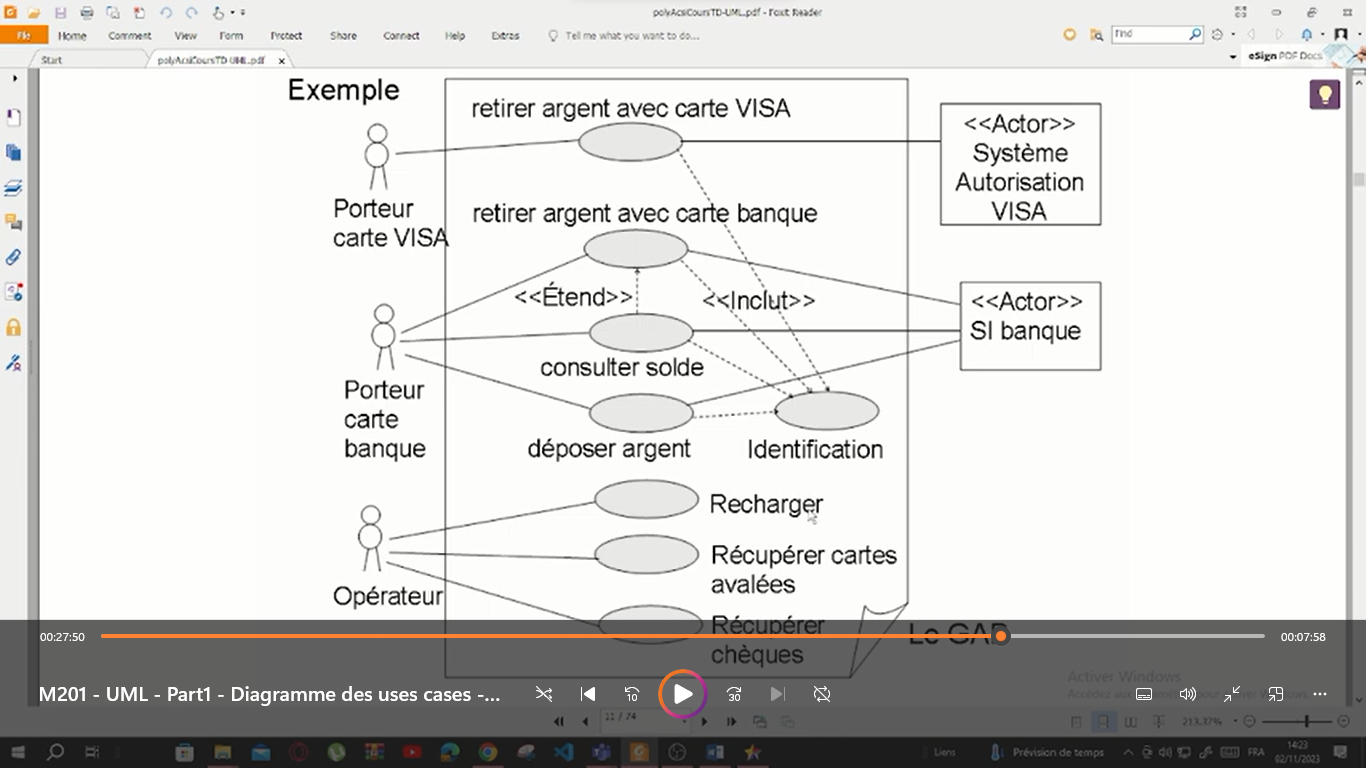 polyAcsiCoursTD-UML.pdf - Foxit Reader
File Home Comment View Form Protect Share Connect Help Extras Tell me what you want to do... Find
Start polyAcsiCoursTD-UML.pdf × eSign PDF Docs
Exemple
retirer argent avec carte VISA
<<Actor>>
Système
Autorisation
VISA
Porteur
carte VISA
retirer argent avec carte banque
<<Étend>> <<Inclut>>
<<Actor>>
SI banque
consulter solde
Porteur
carte
banque
déposer argent Identification
Recharger
Récupérer cartes
avalées
Opérateur
Récupérer
chèques
Le GAB
00:27:50 00:07:58
M201 - UML - Part1 - Diagramme des uses cases -...
10 30
Activer Windows
11 / 74 213.37%
Liens Prévision de temps FRA 14:23
02/11/2023